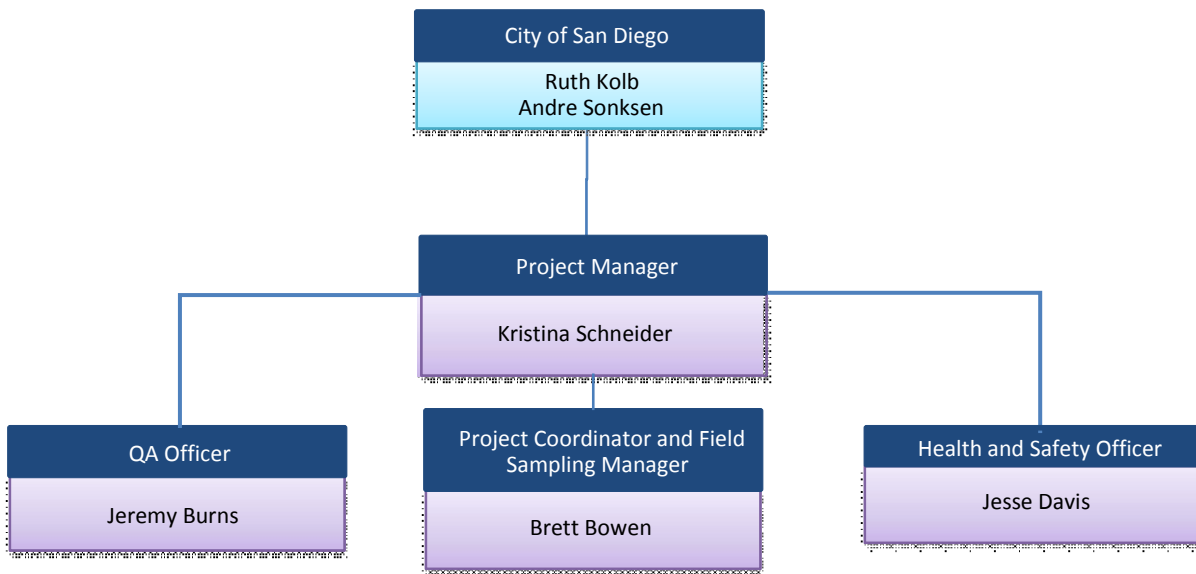 City of San Diego
Ruth Kolb
Andre Sonksen
Project Manager
Kristina Schneider
QA Officer
Jeremy Burns
Project Coordinator and Field
Sampling Manager
Brett Bowen
Health and Safety Officer
Jesse Davis